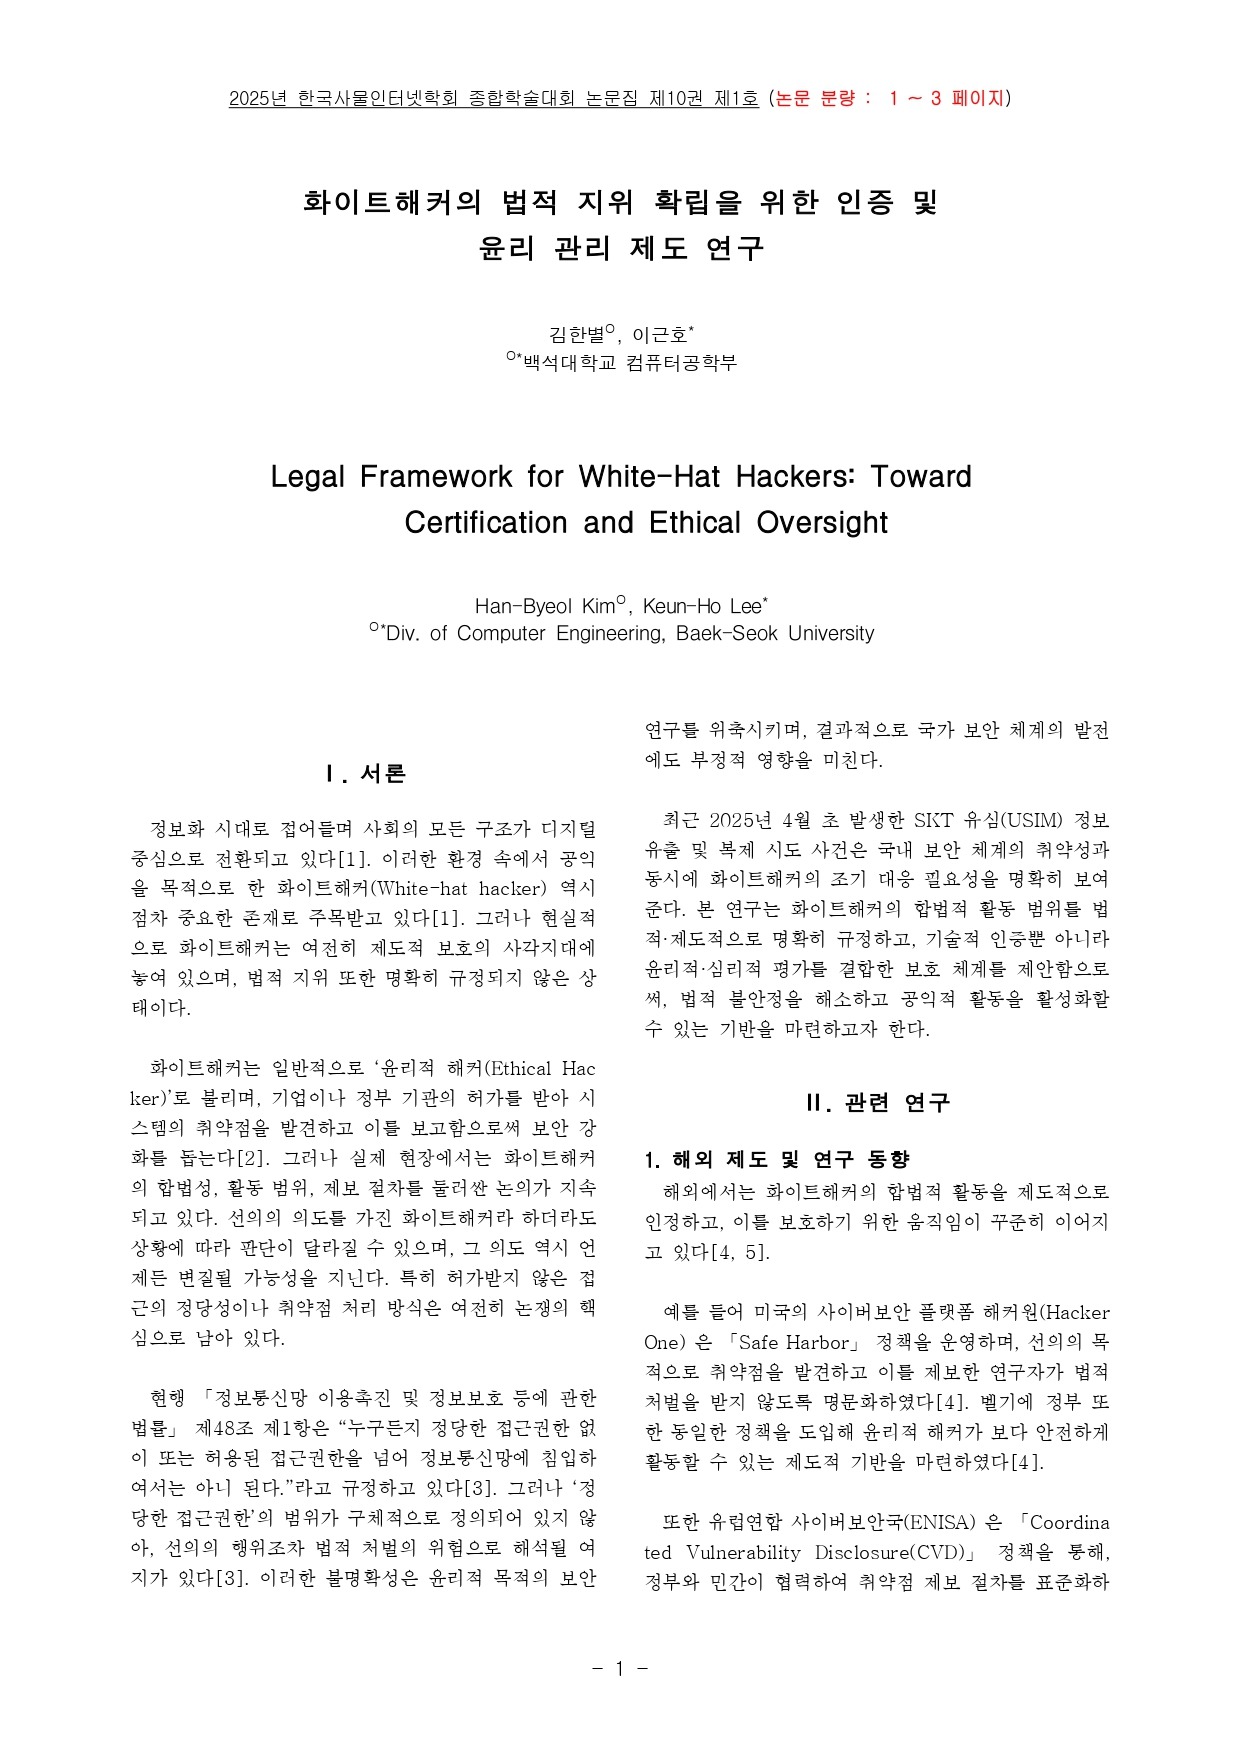 2025년 한국사물인터넷학회 종합학술대회 논문집 제10권 제1호 (논문 분량 : 1 ~ 3 페이지)
화이트해커의 법적 지위 확립을 위한 인증 및
윤리 관리 제도 연구
김한별○, 이근호*
○*백석대학교 컴퓨터공학부
Legal Framework for White-Hat Hackers: Toward
Certification and Ethical Oversight
Han-Byeol Kim○, Keun-Ho Lee*
○*Div. of Computer Engineering, Baek-Seok University
Ⅰ. 서론
정보화 시대로 접어들며 사회의 모든 구조가 디지털
중심으로 전환되고 있다[1]. 이러한 환경 속에서 공익
을 목적으로 한 화이트해커(White-hat hacker) 역시
점차 중요한 존재로 주목받고 있다[1]. 그러나 현실적
으로 화이트해커는 여전히 제도적 보호의 사각지대에
놓여 있으며, 법적 지위 또한 명확히 규정되지 않은 상
태이다.
화이트해커는 일반적으로 ‘윤리적 해커(Ethical Hac
ker)’로 불리며, 기업이나 정부 기관의 허가를 받아 시
스템의 취약점을 발견하고 이를 보고함으로써 보안 강
화를 돕는다[2]. 그러나 실제 현장에서는 화이트해커
의 합법성, 활동 범위, 제보 절차를 둘러싼 논의가 지속
되고 있다. 선의의 의도를 가진 화이트해커라 하더라도
상황에 따라 판단이 달라질 수 있으며, 그 의도 역시 언
제든 변질될 가능성을 지닌다. 특히 허가받지 않은 접
근의 정당성이나 취약점 처리 방식은 여전히 논쟁의 핵
심으로 남아 있다.
현행 「정보통신망 이용촉진 및 정보보호 등에 관한
법률」 제48조 제1항은 “누구든지 정당한 접근권한 없
이 또는 허용된 접근권한을 넘어 정보통신망에 침입하
여서는 아니 된다.”라고 규정하고 있다[3]. 그러나 ‘정
당한 접근권한’의 범위가 구체적으로 정의되어 있지 않
아, 선의의 행위조차 법적 처벌의 위험으로 해석될 여
지가 있다[3]. 이러한 불명확성은 윤리적 목적의 보안
연구를 위축시키며, 결과적으로 국가 보안 체계의 발전
에도 부정적 영향을 미친다.
최근 2025년 4월 초 발생한 SKT 유심(USIM) 정보
유출 및 복제 시도 사건은 국내 보안 체계의 취약성과
동시에 화이트해커의 조기 대응 필요성을 명확히 보여
준다. 본 연구는 화이트해커의 합법적 활동 범위를 법
적·제도적으로 명확히 규정하고, 기술적 인증뿐 아니라
윤리적·심리적 평가를 결합한 보호 체계를 제안함으로
써, 법적 불안정을 해소하고 공익적 활동을 활성화할
수 있는 기반을 마련하고자 한다.
Ⅱ. 관련 연구
1. 해외 제도 및 연구 동향
해외에서는 화이트해커의 합법적 활동을 제도적으로
인정하고, 이를 보호하기 위한 움직임이 꾸준히 이어지
고 있다[4, 5].
예를 들어 미국의 사이버보안 플랫폼 해커원(Hacker
One) 은 「Safe Harbor」 정책을 운영하며, 선의의 목
적으로 취약점을 발견하고 이를 제보한 연구자가 법적
처벌을 받지 않도록 명문화하였다[4]. 벨기에 정부 또
한 동일한 정책을 도입해 윤리적 해커가 보다 안전하게
활동할 수 있는 제도적 기반을 마련하였다[4].
또한 유럽연합 사이버보안국(ENISA) 은 「Coordina
ted Vulnerability Disclosure(CVD)」 정책을 통해,
정부와 민간이 협력하여 취약점 제보 절차를 표준화하
- 1 -